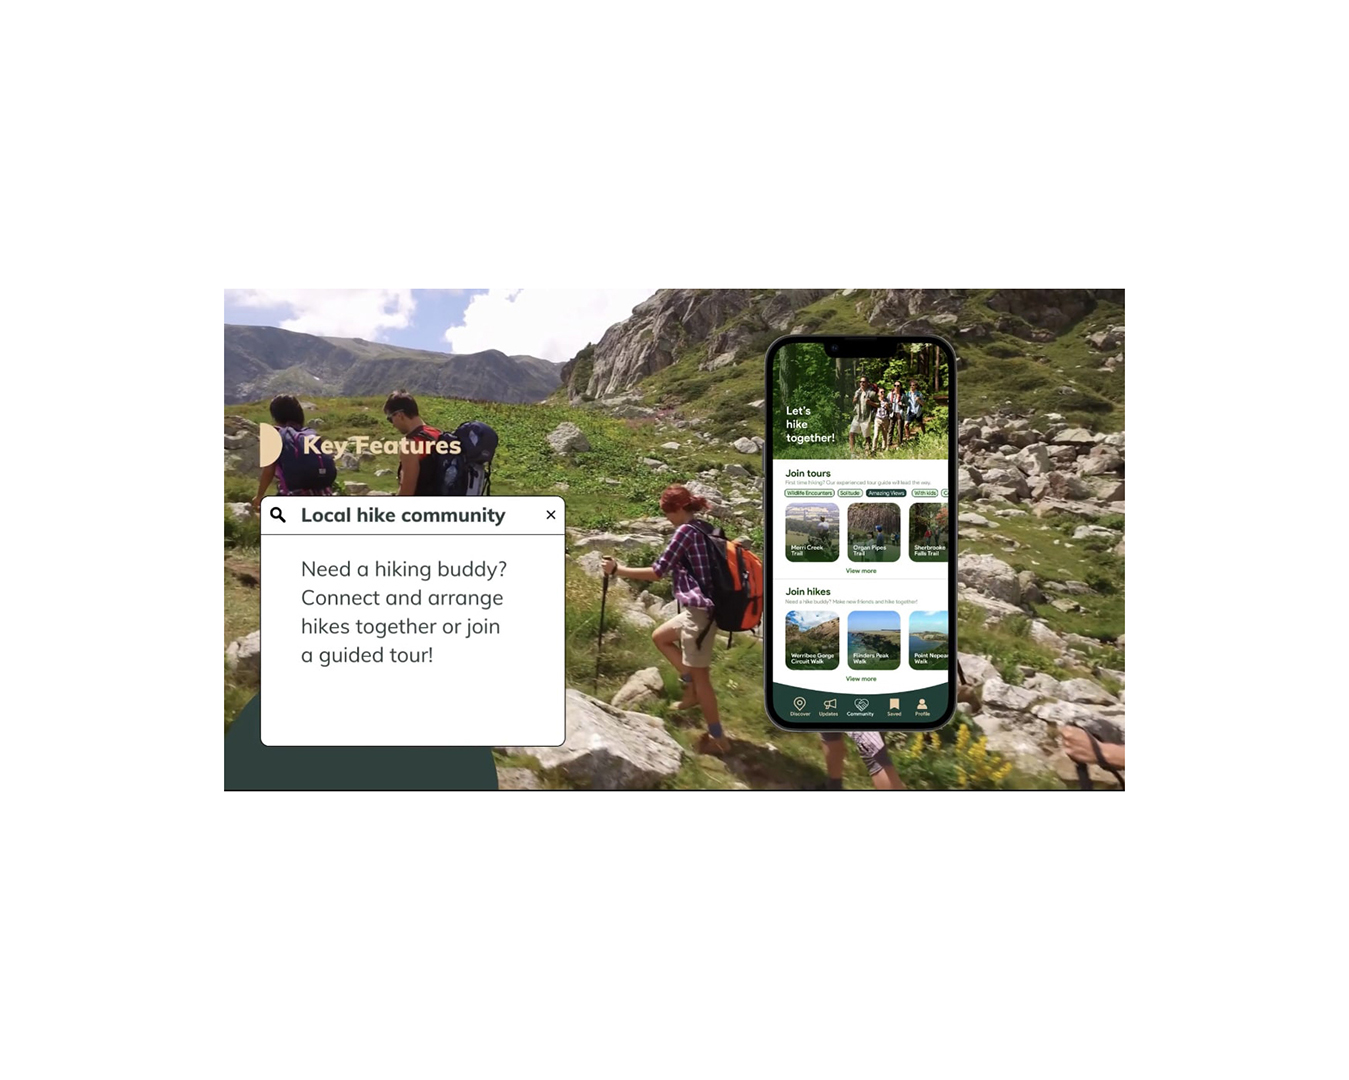 Key Features
Local hike community
Need a hiking buddy?
Connect and arrange
hikes together or join
a guided tour!
Let's
hike
together!
Join tours
First time hiking? Our experienced tour guide will lead the way.
Wildlife Encounters
Solitude
Amazing Views
With kids
Merri Creek
Trail
Organ Pipes
Trail
Sherbrooke
Falls Trail
View more
Join hikes
Need a hike buddy? Make new friends and hike together!
Werribee Gorge
Circuit Walk
Flinders Peak
Walk
Point Nepean
Walk
View more
Discover
Updates
Community
Saved
Profile